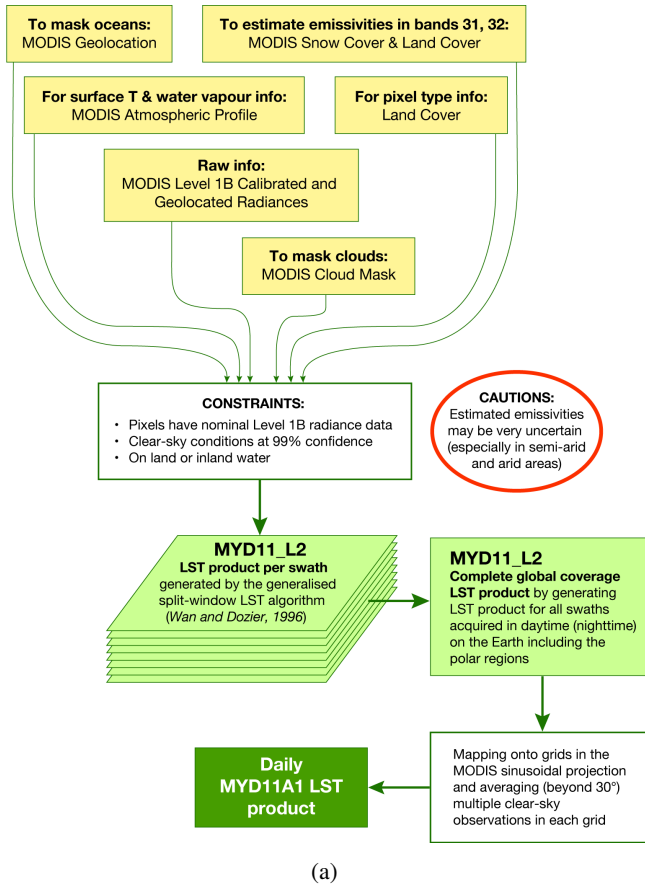 To mask oceans:
MODIS Geolocation
To estimate emissivities in bands 31, 32:
MODIS Snow Cover & Land Cover
For surface T & water vapour info:
MODIS Atmospheric Profile
For pixel type info:
Land Cover
Raw info:
MODIS Level 1B Calibrated and
Geolocated Radiances
To mask clouds:
MODIS Cloud Mask
CONSTRAINTS:
• Pixels have nominal Level 1B radiance data
• Clear-sky conditions at 99% confidence
• On land or inland water
CAUTIONS:
Estimated emissivities
may be very uncertain
(especially in semi-arid
and arid areas)
MYD11_L2
LST product per swath
generated by the generalised
split-window LST algorithm
(Wan and Dozier, 1996)
MYD11_L2
Complete global coverage
LST product by generating
LST product for all swaths
acquired in daytime (nighttime)
on the Earth including the
polar regions
Mapping onto grids in the
MODIS sinusoidal projection
and averaging (beyond 30°)
multiple clear-sky
observations in each grid
Daily
MYD11A1 LST
product
(a)